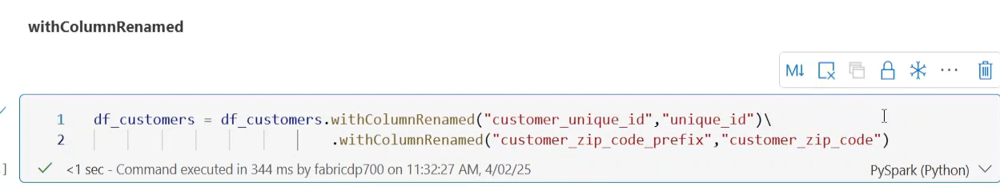 withColumnRenamed
M↓
1 df_customers = df_customers.withColumnRenamed("customer_unique_id","unique_id")\
2 .withColumnRenamed("customer_zip_code_prefix","customer_zip_code")
] <1 sec - Command executed in 344 ms by fabricdp700 on 11:32:27 AM, 4/02/25 PySpark (Python)